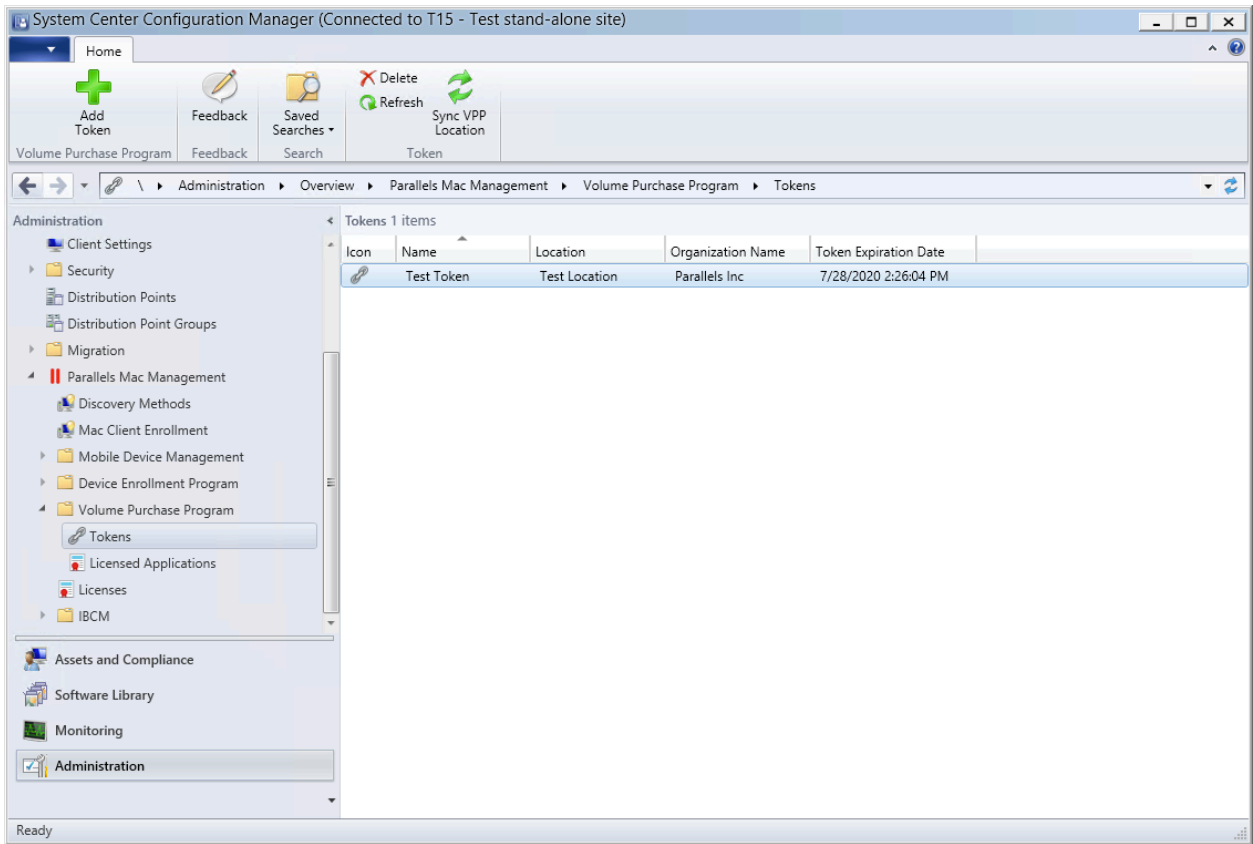 System Center Configuration Manager (Connected to T15 - Test stand-alone site)
Home
Add Token
Feedback
Saved Searches
Delete
Refresh
Sync VPP Location
Volume Purchase Program
Feedback
Search
Token
\ Administration Overview Parallels Mac Management Volume Purchase Program Tokens
Administration
Client Settings
Security
Distribution Points
Distribution Point Groups
Migration
Parallels Mac Management
Discovery Methods
Mac Client Enrollment
Mobile Device Management
Device Enrollment Program
Volume Purchase Program
Tokens
Licensed Applications
Licenses
IBCM
Assets and Compliance
Software Library
Monitoring
Administration
Tokens 1 items
Icon Name Location Organization Name Token Expiration Date
Test Token Test Location Parallels Inc 7/28/2020 2:26:04 PM
Ready